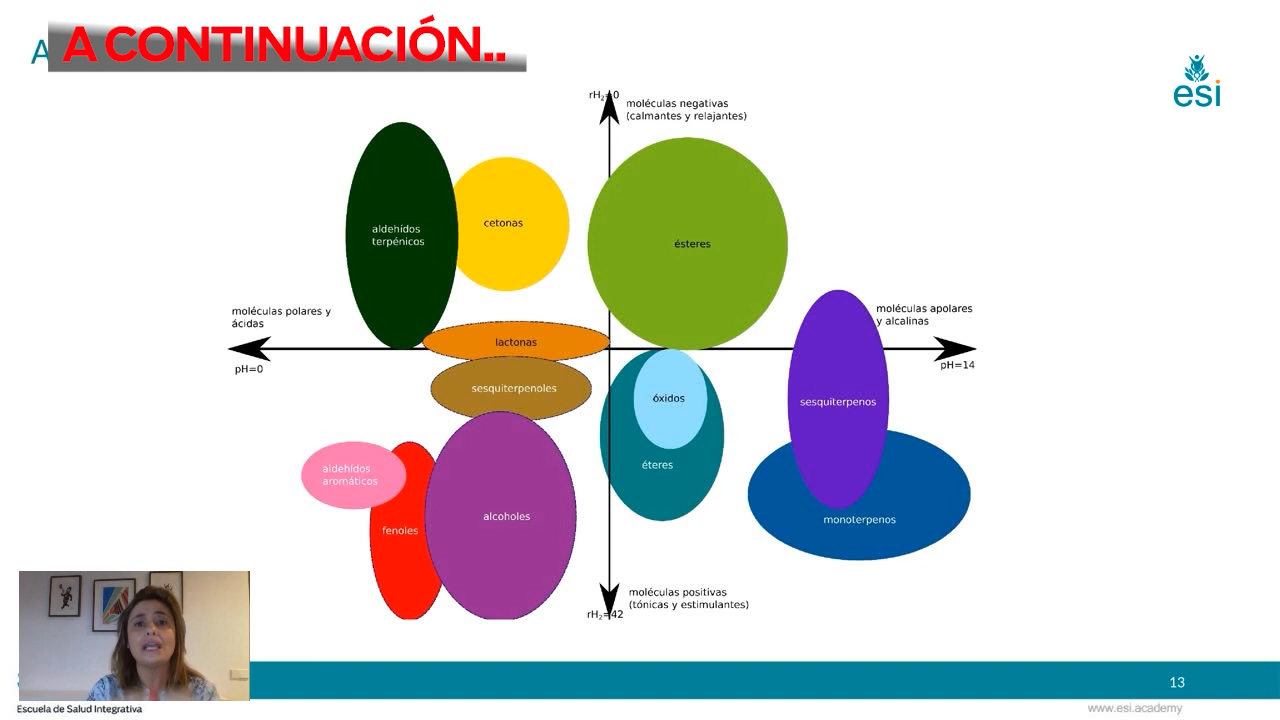 A
A CONTINUACIÓN..
esi
rH₂=0
moléculas negativas
(calmantes y relajantes)
aldehídos
terpénicos
cetonas
ésteres
moléculas polares y
ácidas
moléculas apolares
y alcalinas
lactonas
pH=0
pH=14
sesquiterpenoles
óxidos
sesquiterpenos
éteres
aldehídos
aromáticos
fenoles
alcoholes
monoterpenos
moléculas positivas
(tónicas y estimulantes)
rH₂=42
13
Escuela de Salud Integrativa
www.esi.academy